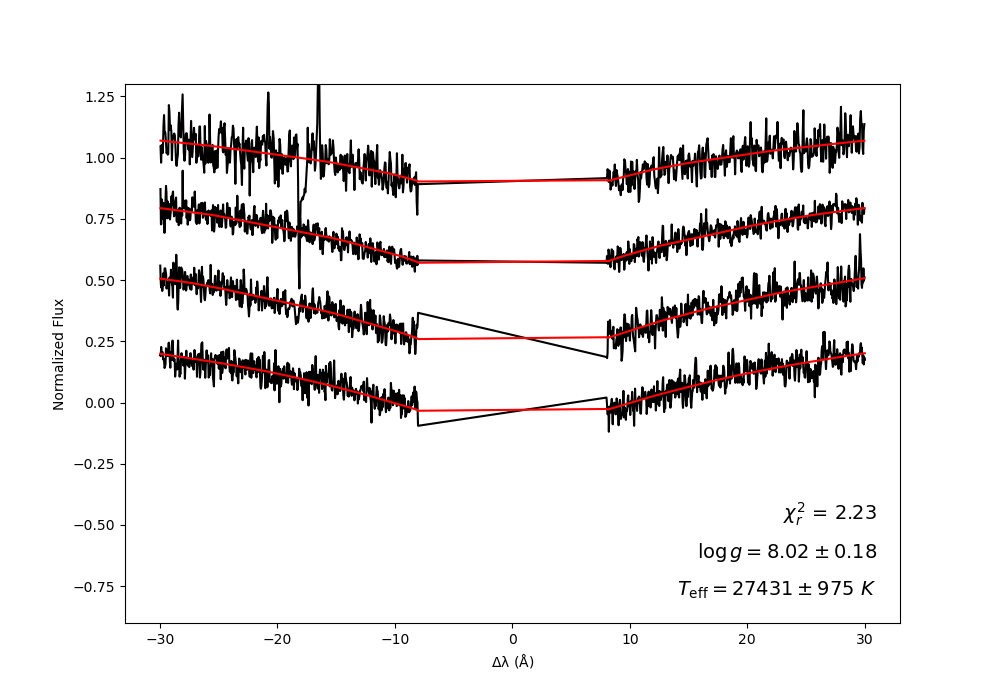 1.25
1.00
0.75
0.50
0.25
0.00
−0.25
−0.50
−0.75
Normalized Flux
χ²ᵣ = 2.23
log g = 8.02 ± 0.18
T_eff = 27431 ± 975 K
−30 −20 −10 0 10 20 30
Δλ (Å)